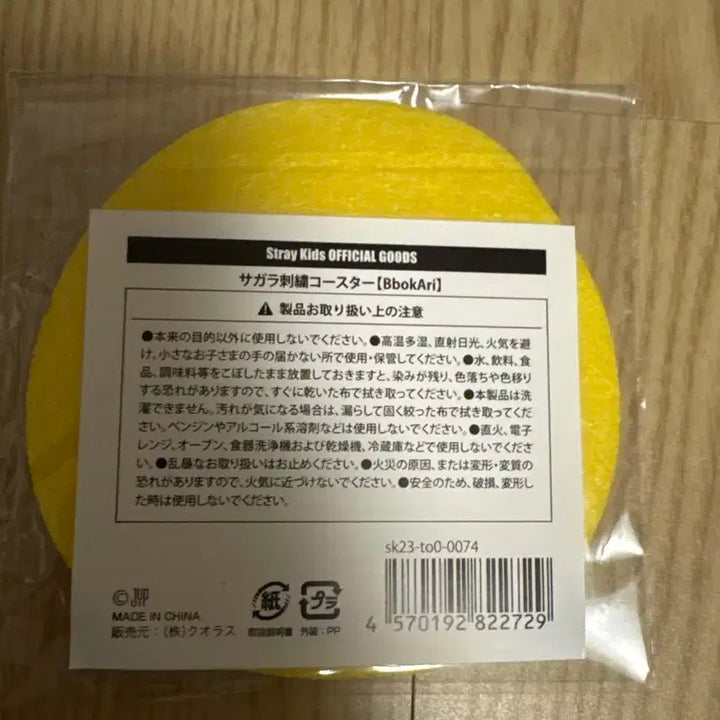 Stray Kids OFFICIAL GOODS
サガラ刺繍コースター【BbokAri】
⚠ 製品お取り扱い上の注意
●本来の目的以外に使用しないでください。●高温多湿、直射日光、火気を避
け、小さなお子さまの手の届かない所で使用・保管してください。●水、飲料、食
品、調味料等をこぼしたまま放置しておきますと、染みが残り、色落ちや色移り
する恐れがありますので、すぐに乾いた布で拭き取ってください。●本製品は洗
濯できません。汚れが気になる場合は、濡らして固く絞った布で拭き取ってくださ
い。ベンジンやアルコール系溶剤などは使用しないでください。●直火、電子
レンジ、オーブン、食器洗浄機および乾燥機、冷蔵庫などで使用しないでくださ
い。●乱暴なお取り扱いはお止めください。●火災の原因、または変形・変質の
恐れがありますので、火気に近づけないでください。●安全のため、破損、変形し
た時は使用しないでください。
sk23-to0-0074
©JYP
MADE IN CHINA
販売元：（株）クオラス
紙
取扱説明書
プラ
外装：PP
4 570192 822729